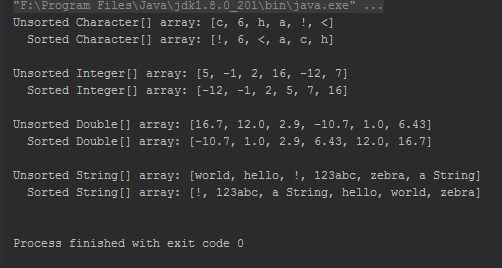 "F:\Program Files\Java\jdk1.8.0_201\bin\java.exe" ...
Unsorted Character[] array: [c, 6, h, a, !, <]
  Sorted Character[] array: [!, 6, <, a, c, h]

Unsorted Integer[] array: [5, -1, 2, 16, -12, 7]
  Sorted Integer[] array: [-12, -1, 2, 5, 7, 16]

Unsorted Double[] array: [16.7, 12.0, 2.9, -10.7, 1.0, 6.43]
  Sorted Double[] array: [-10.7, 1.0, 2.9, 6.43, 12.0, 16.7]

Unsorted String[] array: [world, hello, !, 123abc, zebra, a String]
  Sorted String[] array: [!, 123abc, a String, hello, world, zebra]

Process finished with exit code 0